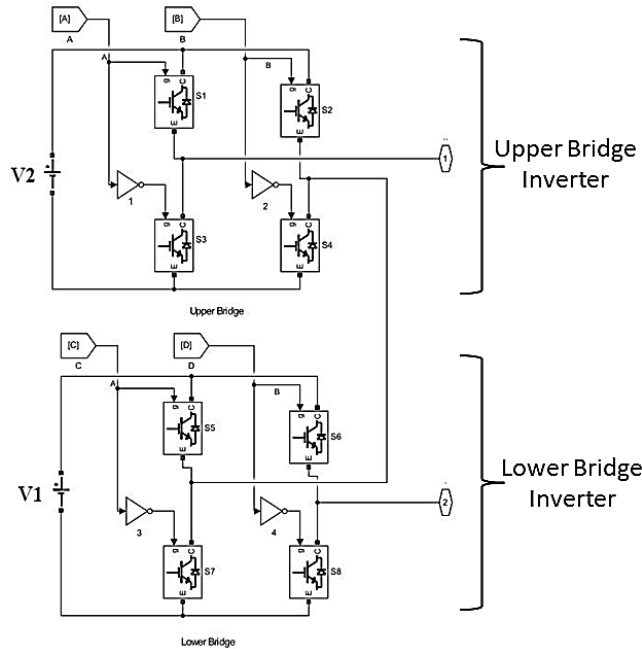 [A]
[B]
A
B
A
B
g
C
S1
E
g
C
S2
E
1
Upper Bridge
Inverter
V2
1
2
g
C
S3
E
g
C
S4
E
Upper Bridge
[C]
[D]
C
D
A
B
g
C
S5
E
g
C
S6
E
V1
2
Lower Bridge
Inverter
3
4
g
C
S7
E
g
C
S8
E
Lower Bridge